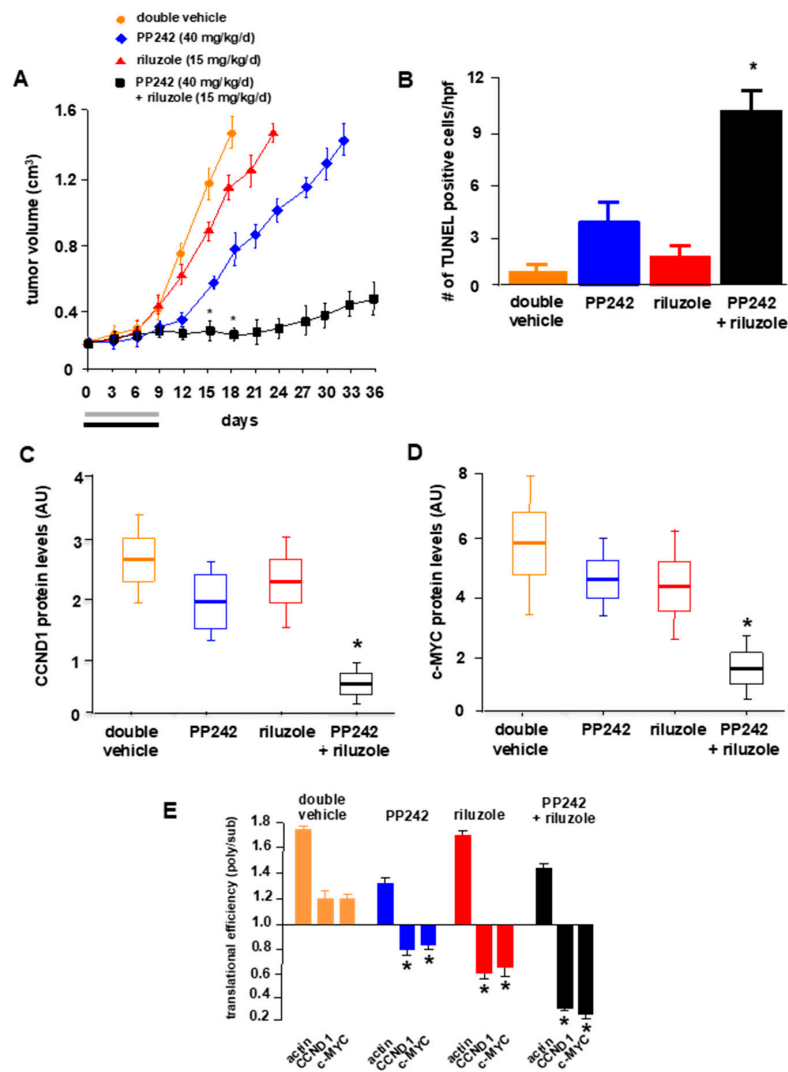 double vehicle
PP242 (40 mg/kg/d)
riluzole (15 mg/kg/d)
PP242 (40 mg/kg/d)
+ riluzole (15 mg/kg/d)
A
tumor volume (cm3)
1.6
1.2
0.8
0.4
0
* *
0 3 6 9 12 15 18 21 24 27 30 33 36
days
B
# of TUNEL positive cells/hpf
12
9
6
3
0
*
double
vehicle
PP242
riluzole
PP242
+ riluzole
C
CCND1 protein levels (AU)
4
3
2
1
0
*
double
vehicle
PP242
riluzole
PP242
+ riluzole
D
c-MYC protein levels (AU)
8
6
4
2
0
*
double
vehicle
PP242
riluzole
PP242
+ riluzole
E
translational efficiency (poly/sub)
double
vehicle
PP242
riluzole
PP242
+ riluzole
1.8
1.6
1.4
1.2
1.0
0.8
0.6
0.4
0.2
* *
* *
* *
actin
CCND1
c-MYC
actin
CCND1
c-MYC
actin
CCND1
c-MYC
actin
CCND1
c-MYC